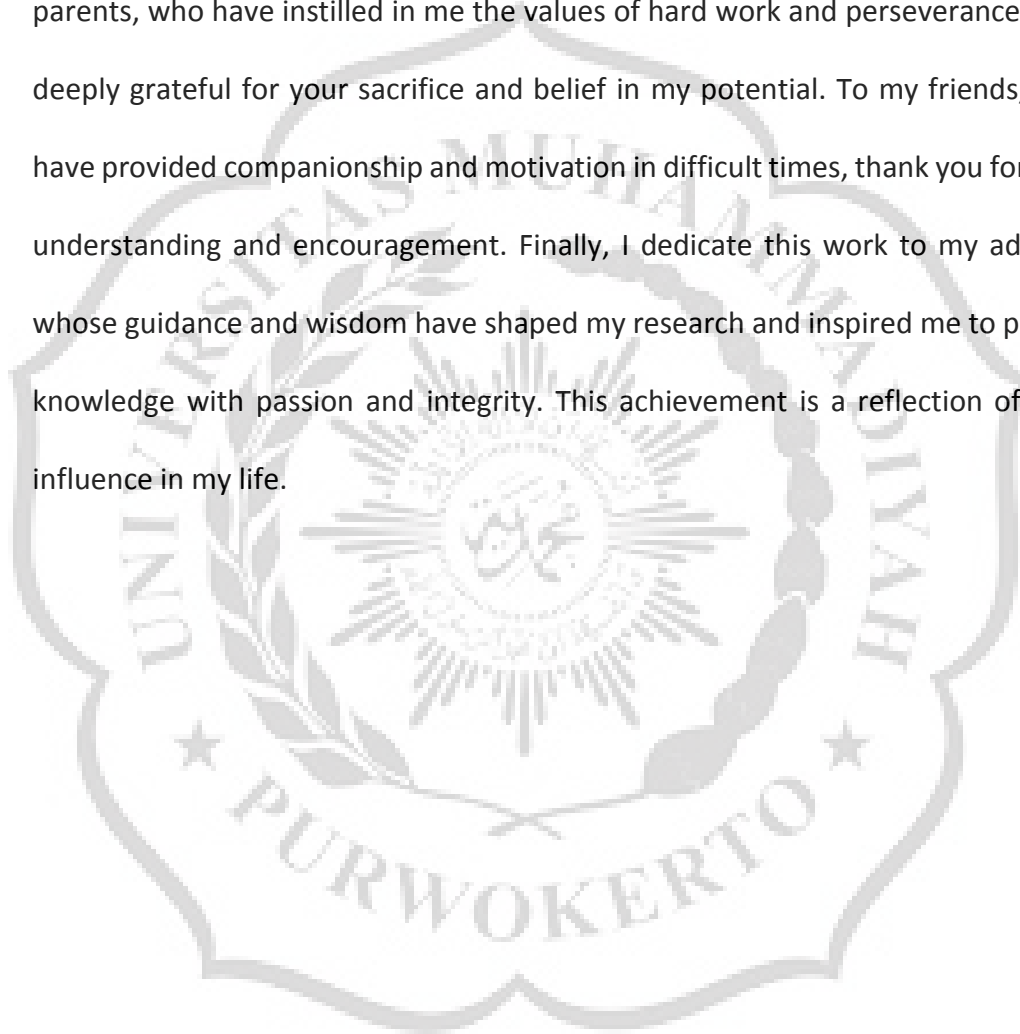 parents, who have instilled in me the values of hard work and perseverance
deeply grateful for your sacrifice and belief in my potential. To my friends,
have provided companionship and motivation in difficult times, thank you for
understanding and encouragement. Finally, I dedicate this work to my ad
whose guidance and wisdom have shaped my research and inspired me to p
knowledge with passion and integrity. This achievement is a reflection of
influence in my life.
UNIVERSITAS MUHAMMADIYAH
PURWOKERTO